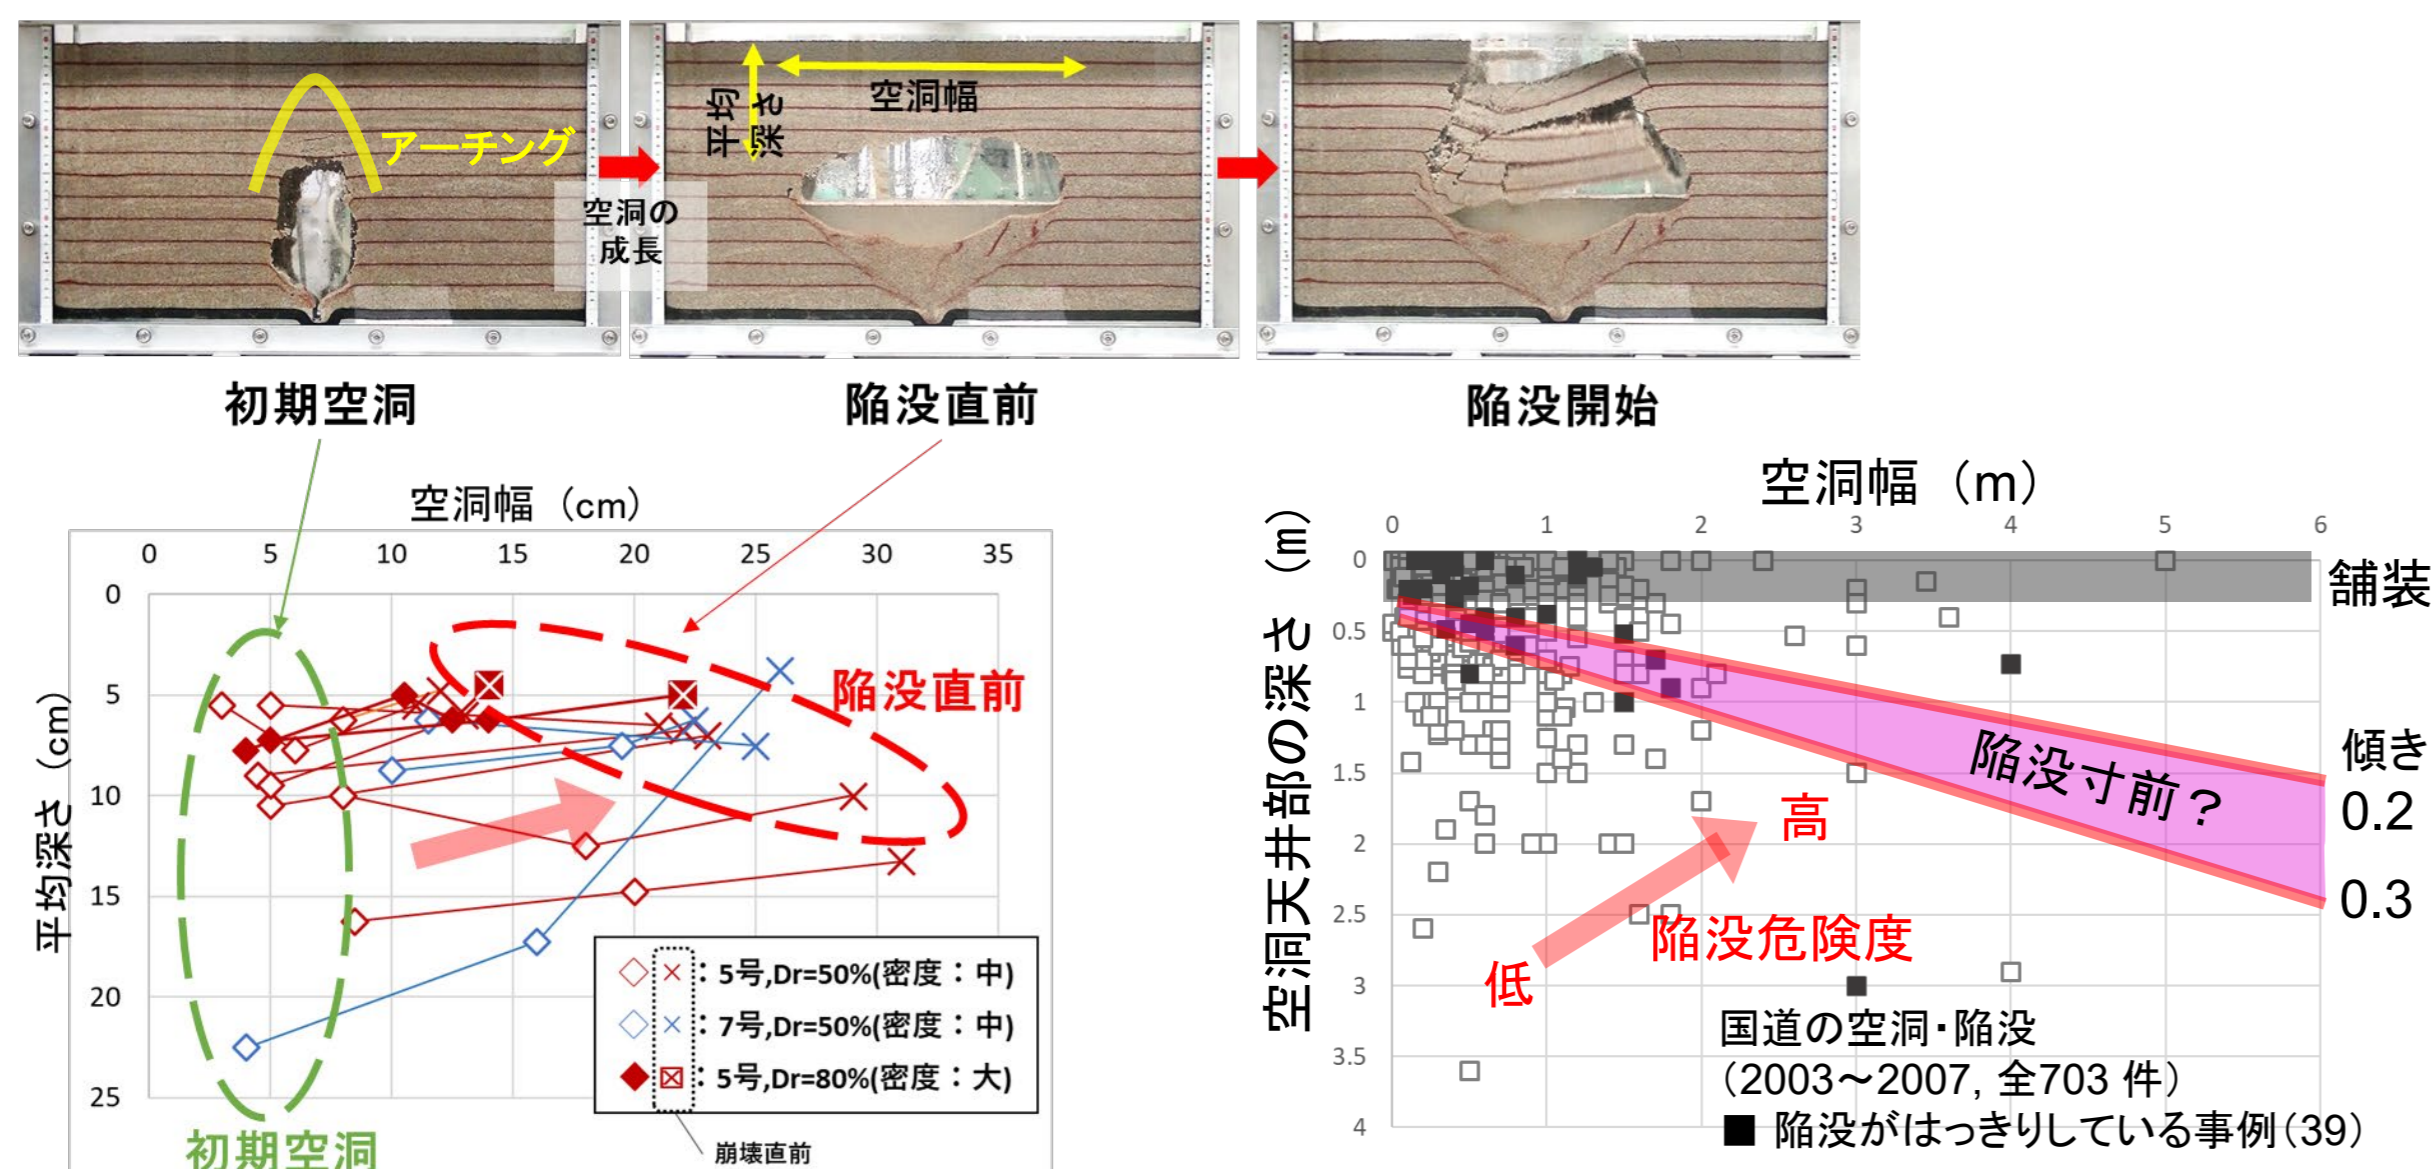 アーチング
空洞の
成長
平均
深さ
空洞幅
初期空洞
陥没直前
陥没開始
空洞幅（cm）
0 5 10 15 20 25 30 35
平均深さ（cm）
0
5
10
15
20
25
陥没直前
初期空洞
：5号,Dr=50%(密度：中)
：7号,Dr=50%(密度：中)
：5号,Dr=80%(密度：大)
崩壊直前
空洞幅（m）
0 1 2 3 4 5 6
空洞天井部の深さ（m）
0
0.5
1
1.5
2
2.5
3
3.5
4
舗装
傾き
0.2
0.3
陥没寸前？
高
陥没危険度
低
国道の空洞・陥没
（2003～2007, 全703 件）
■ 陥没がはっきりしている事例（39）